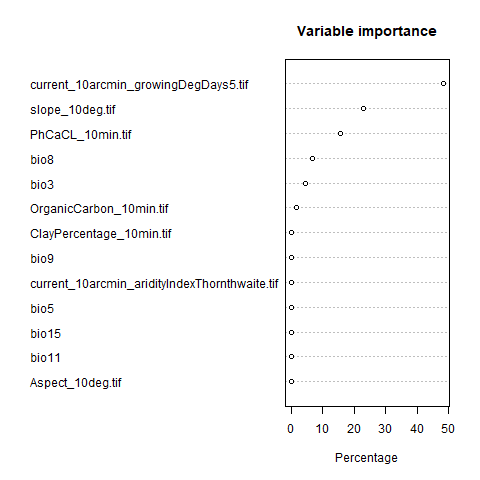 Variable importance
current_10arcmin_growingDegDays5.tif
slope_10deg.tif
PhCaCL_10min.tif
bio8
bio3
OrganicCarbon_10min.tif
ClayPercentage_10min.tif
bio9
current_10arcmin_aridityIndexThornthwaite.tif
bio5
bio15
bio11
Aspect_10deg.tif
0 10 20 30 40 50
Percentage